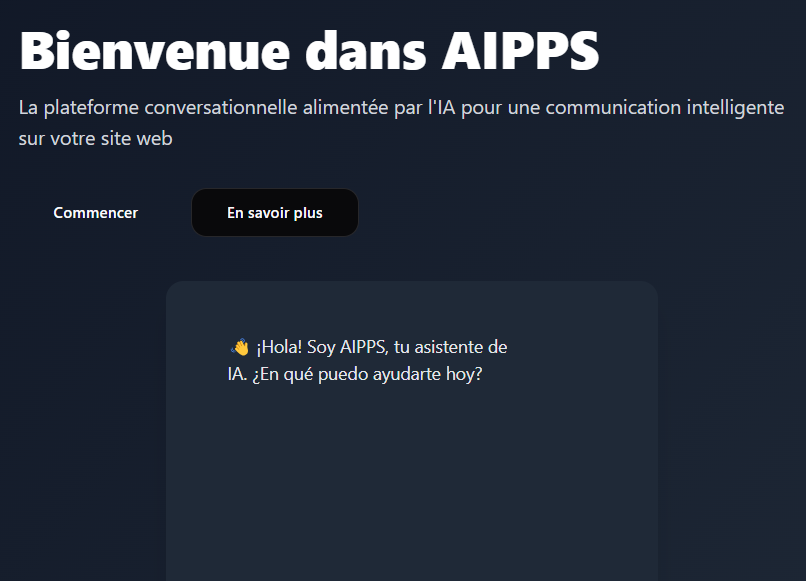 Bienvenue dans AIPPS
La plateforme conversationnelle alimentée par l'IA pour une communication intelligente
sur votre site web
Commencer
En savoir plus
👋 ¡Hola! Soy AIPPS, tu asistente de
IA. ¿En qué puedo ayudarte hoy?